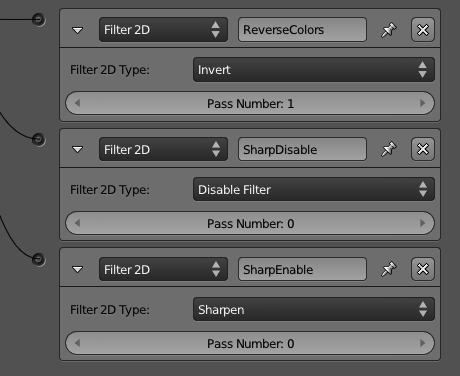 Filter 2D ReverseColors
Filter 2D Type: Invert
Pass Number: 1
Filter 2D SharpDisable
Filter 2D Type: Disable Filter
Pass Number: 0
Filter 2D SharpEnable
Filter 2D Type: Sharpen
Pass Number: 0